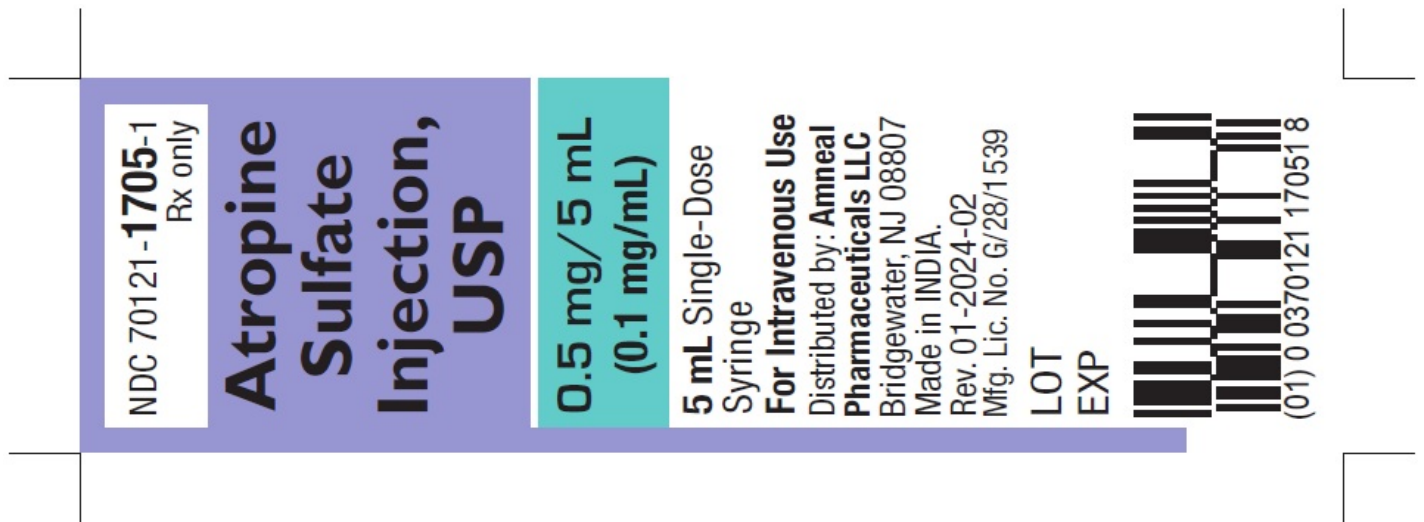 NDC 70121-1705-1
Rx only
Atropine
Sulfate
Injection,
USP
0.5 mg/5 mL
(0.1 mg/mL)
5 mL Single-Dose
Syringe
For Intravenous Use
Distributed by: Amneal
Pharmaceuticals LLC
Bridgewater, NJ 08807
Made in INDIA.
Rev. 01-2024-02
Mfg. Lic. No. G/28/1539
LOT
EXP
(01) 0 0370121 17051 8